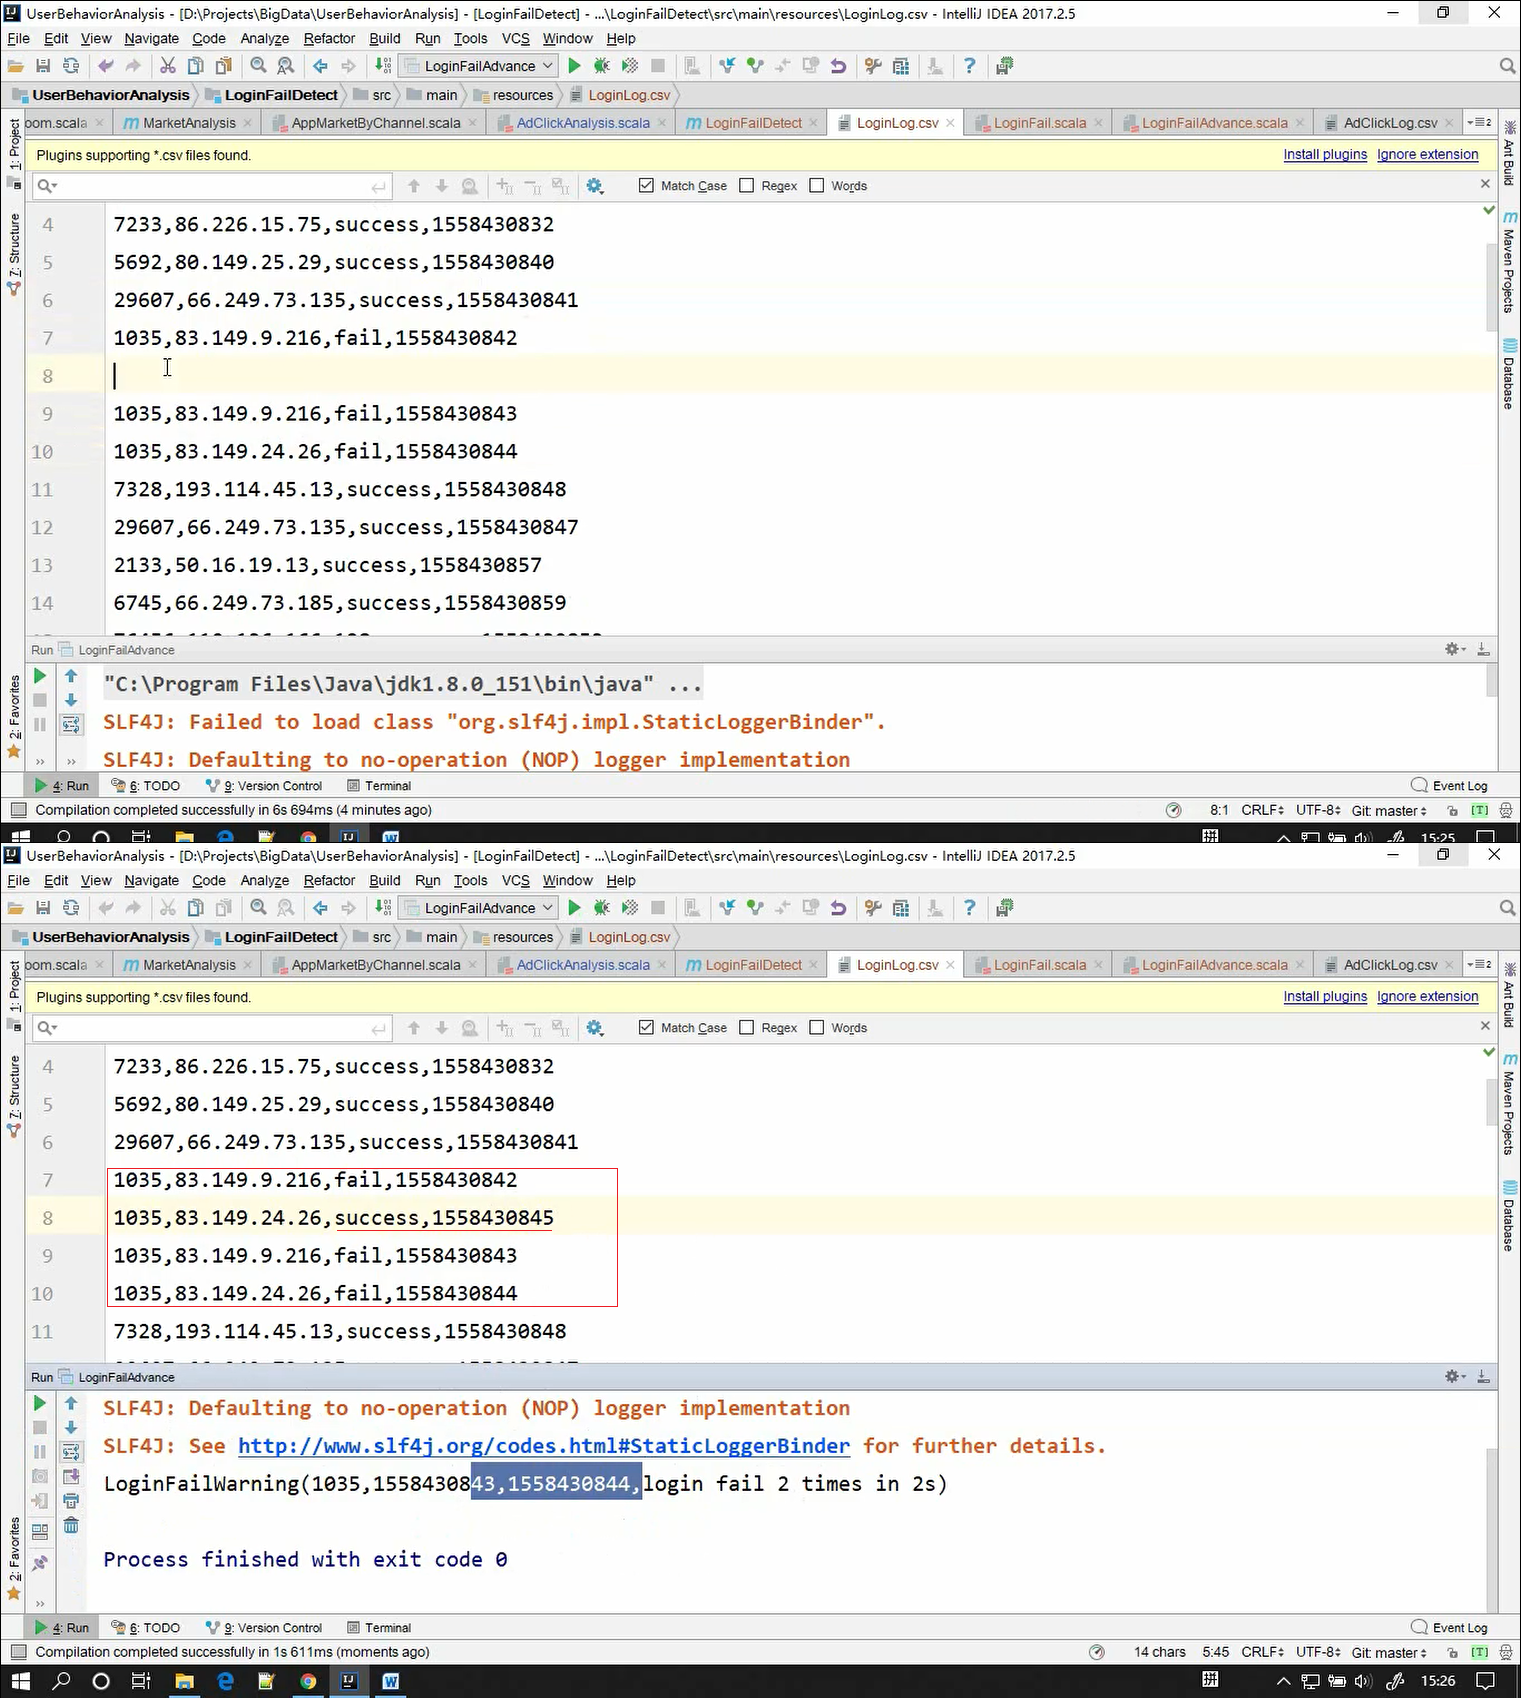 UserBehaviorAnalysis - [D:\Projects\BigData\UserBehaviorAnalysis] - [LoginFailDetect] - ...\LoginFailDetect\src\main\resources\LoginLog.csv - IntelliJ IDEA 2017.2.5
File Edit View Navigate Code Analyze Refactor Build Run Tools VCS Window Help
LoginFailAdvance
UserBehaviorAnalysis LoginFailDetect src main resources LoginLog.csv
oom.scala MarketAnalysis AppMarketByChannel.scala AdClickAnalysis.scala LoginFailDetect LoginLog.csv LoginFail.scala LoginFailAdvance.scala AdClickLog.csv
1: Project
7: Structure
2: Favorites
Ant Build
Maven Projects
Database
Plugins supporting *.csv files found. Install plugins Ignore extension
Match Case Regex Words
4 7233,86.226.15.75,success,1558430832
5 5692,80.149.25.29,success,1558430840
6 29607,66.249.73.135,success,1558430841
7 1035,83.149.9.216,fail,1558430842
8
9 1035,83.149.9.216,fail,1558430843
10 1035,83.149.24.26,fail,1558430844
11 7328,193.114.45.13,success,1558430848
12 29607,66.249.73.135,success,1558430847
13 2133,50.16.19.13,success,1558430857
14 6745,66.249.73.185,success,1558430859
Run LoginFailAdvance
"C:\Program Files\Java\jdk1.8.0_151\bin\java" ...
SLF4J: Failed to load class "org.slf4j.impl.StaticLoggerBinder".
SLF4J: Defaulting to no-operation (NOP) logger implementation
4: Run 6: TODO 9: Version Control Terminal Event Log
Compilation completed successfully in 6s 694ms (4 minutes ago) 8:1 CRLF UTF-8 Git: master [T]
拼 15:25
UserBehaviorAnalysis - [D:\Projects\BigData\UserBehaviorAnalysis] - [LoginFailDetect] - ...\LoginFailDetect\src\main\resources\LoginLog.csv - IntelliJ IDEA 2017.2.5
File Edit View Navigate Code Analyze Refactor Build Run Tools VCS Window Help
LoginFailAdvance
UserBehaviorAnalysis LoginFailDetect src main resources LoginLog.csv
oom.scala MarketAnalysis AppMarketByChannel.scala AdClickAnalysis.scala LoginFailDetect LoginLog.csv LoginFail.scala LoginFailAdvance.scala AdClickLog.csv
1: Project
7: Structure
2: Favorites
Ant Build
Maven Projects
Database
Plugins supporting *.csv files found. Install plugins Ignore extension
Match Case Regex Words
4 7233,86.226.15.75,success,1558430832
5 5692,80.149.25.29,success,1558430840
6 29607,66.249.73.135,success,1558430841
7 1035,83.149.9.216,fail,1558430842
8 1035,83.149.24.26,success,1558430845
9 1035,83.149.9.216,fail,1558430843
10 1035,83.149.24.26,fail,1558430844
11 7328,193.114.45.13,success,1558430848
Run LoginFailAdvance
SLF4J: Defaulting to no-operation (NOP) logger implementation
SLF4J: See http://www.slf4j.org/codes.html#StaticLoggerBinder for further details.
LoginFailWarning(1035,1558430843,1558430844,login fail 2 times in 2s)
Process finished with exit code 0
4: Run 6: TODO 9: Version Control Terminal Event Log
Compilation completed successfully in 1s 611ms (moments ago) 14 chars 5:45 CRLF UTF-8 Git: master [T]
拼 15:26